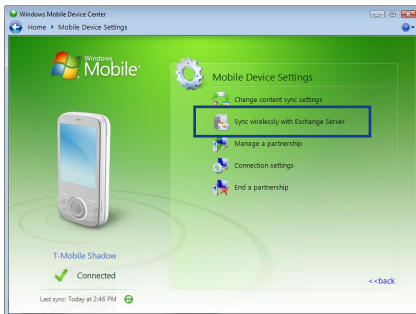 Windows Mobile Device Center
Home ▸ Mobile Device Settings
Windows
Mobile®
Mobile Device Settings
Change content sync settings
Sync wirelessly with Exchange Server
Manage a partnership
Connection settings
End a partnership
T-Mobile Shadow
Connected
<<back
Last sync: Today at 2:46 PM